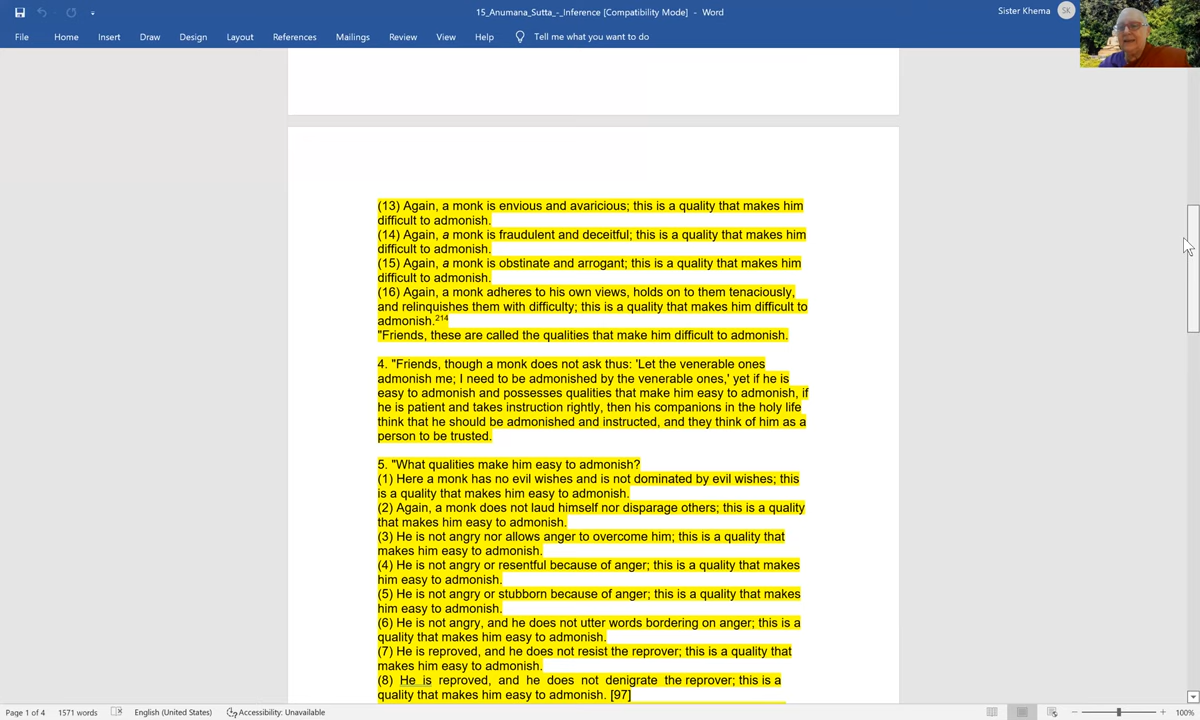 15_Anumana_Sutta_-_Inference [Compatibility Mode] - Word
Sister Khema
SK
File Home Insert Draw Design Layout References Mailings Review View Help Tell me what you want to do
(13) Again, a monk is envious and avaricious; this is a quality that makes him
difficult to admonish.
(14) Again, a monk is fraudulent and deceitful; this is a quality that makes him
difficult to admonish.
(15) Again, a monk is obstinate and arrogant; this is a quality that makes him
difficult to admonish.
(16) Again, a monk adheres to his own views, holds on to them tenaciously,
and relinquishes them with difficulty; this is a quality that makes him difficult to
admonish.214
"Friends, these are called the qualities that make him difficult to admonish.
4. "Friends, though a monk does not ask thus: 'Let the venerable ones
admonish me; I need to be admonished by the venerable ones,' yet if he is
easy to admonish and possesses qualities that make him easy to admonish, if
he is patient and takes instruction rightly, then his companions in the holy life
think that he should be admonished and instructed, and they think of him as a
person to be trusted.
5. "What qualities make him easy to admonish?
(1) Here a monk has no evil wishes and is not dominated by evil wishes; this
is a quality that makes him easy to admonish.
(2) Again, a monk does not laud himself nor disparage others; this is a quality
that makes him easy to admonish.
(3) He is not angry nor allows anger to overcome him; this is a quality that
makes him easy to admonish.
(4) He is not angry or resentful because of anger; this is a quality that makes
him easy to admonish.
(5) He is not angry or stubborn because of anger; this is a quality that makes
him easy to admonish.
(6) He is not angry, and he does not utter words bordering on anger; this is a
quality that makes him easy to admonish.
(7) He is reproved, and he does not resist the reprover; this is a quality that
makes him easy to admonish.
(8) He is reproved, and he does not denigrate the reprover; this is a
quality that makes him easy to admonish. [97]
Page 1 of 4 1571 words English (United States) Accessibility: Unavailable 100%